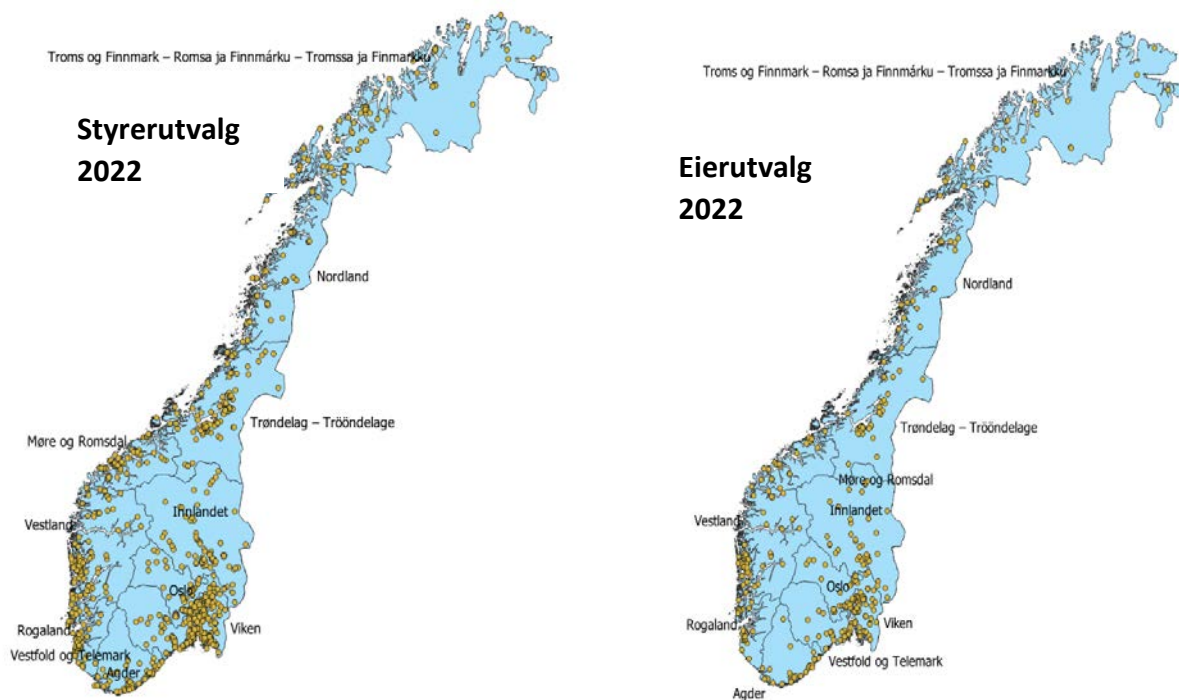 Troms og Finnmark – Romsa ja Finnmárku – Tromssa ja Finmarkku
Styrerutvalg
2022
Nordland
Trøndelag – Trööndelage
Møre og Romsdal
Innlandet
Vestland
Oslo
Rogaland
Viken
Vestfold og Telemark
Agder
Troms og Finnmark – Romsa ja Finnmárku – Tromssa ja Finmarkku
Eierutvalg
2022
Nordland
Trøndelag – Trööndelage
Møre og Romsdal
Innlandet
Vestland
Oslo
Rogaland
Viken
Vestfold og Telemark
Agder